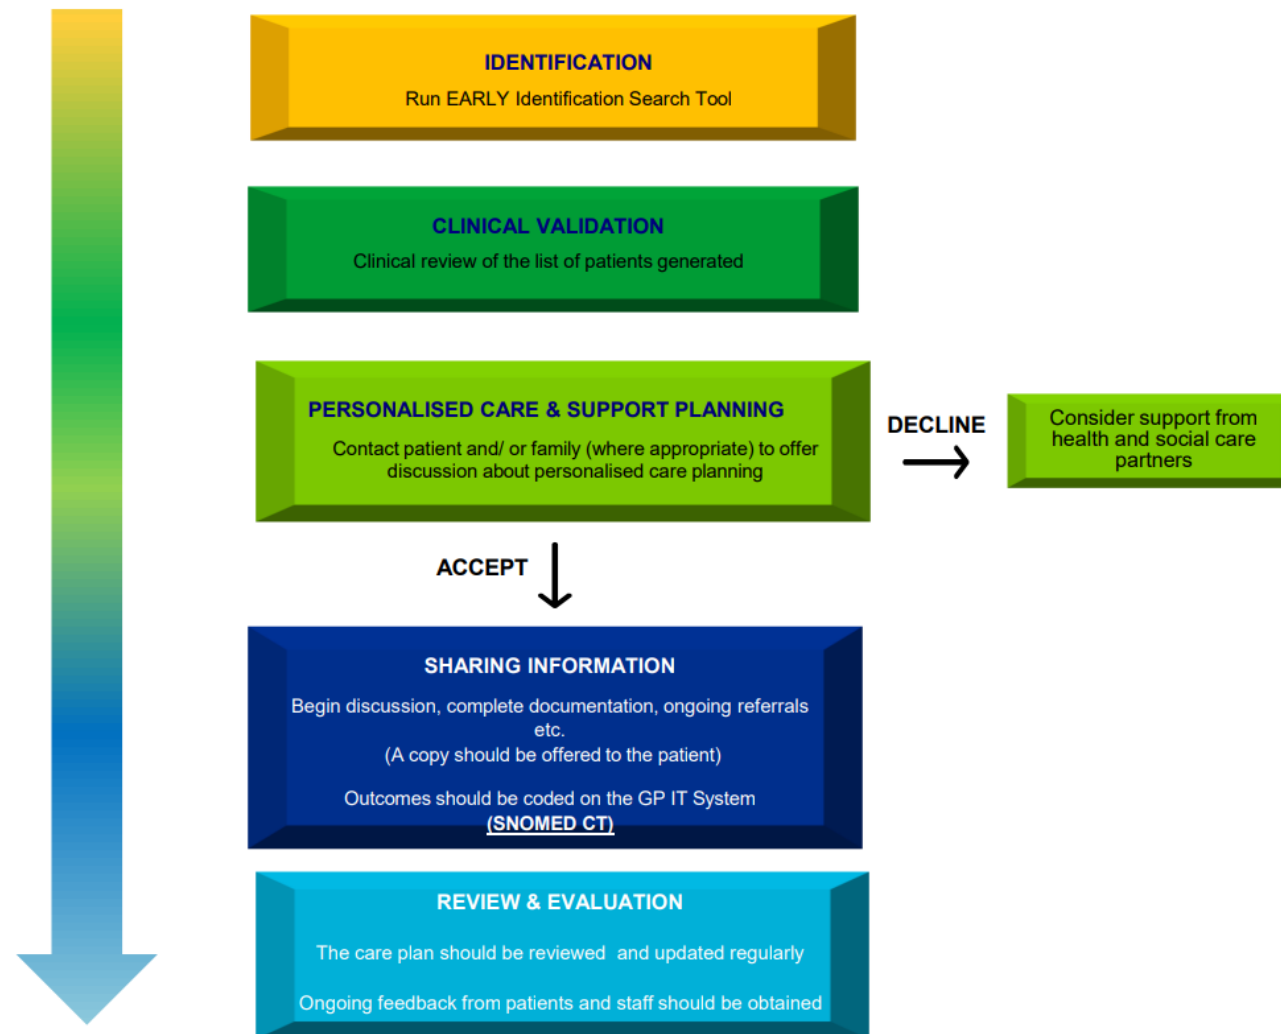 IDENTIFICATION
Run EARLY Identification Search Tool
CLINICAL VALIDATION
Clinical review of the list of patients generated
PERSONALISED CARE & SUPPORT PLANNING
Contact patient and/ or family (where appropriate) to offer
discussion about personalised care planning
DECLINE
Consider support from
health and social care
partners
ACCEPT
SHARING INFORMATION
Begin discussion, complete documentation, ongoing referrals
etc.
(A copy should be offered to the patient)
Outcomes should be coded on the GP IT System
(SNOMED CT)
REVIEW & EVALUATION
The care plan should be reviewed and updated regularly
Ongoing feedback from patients and staff should be obtained